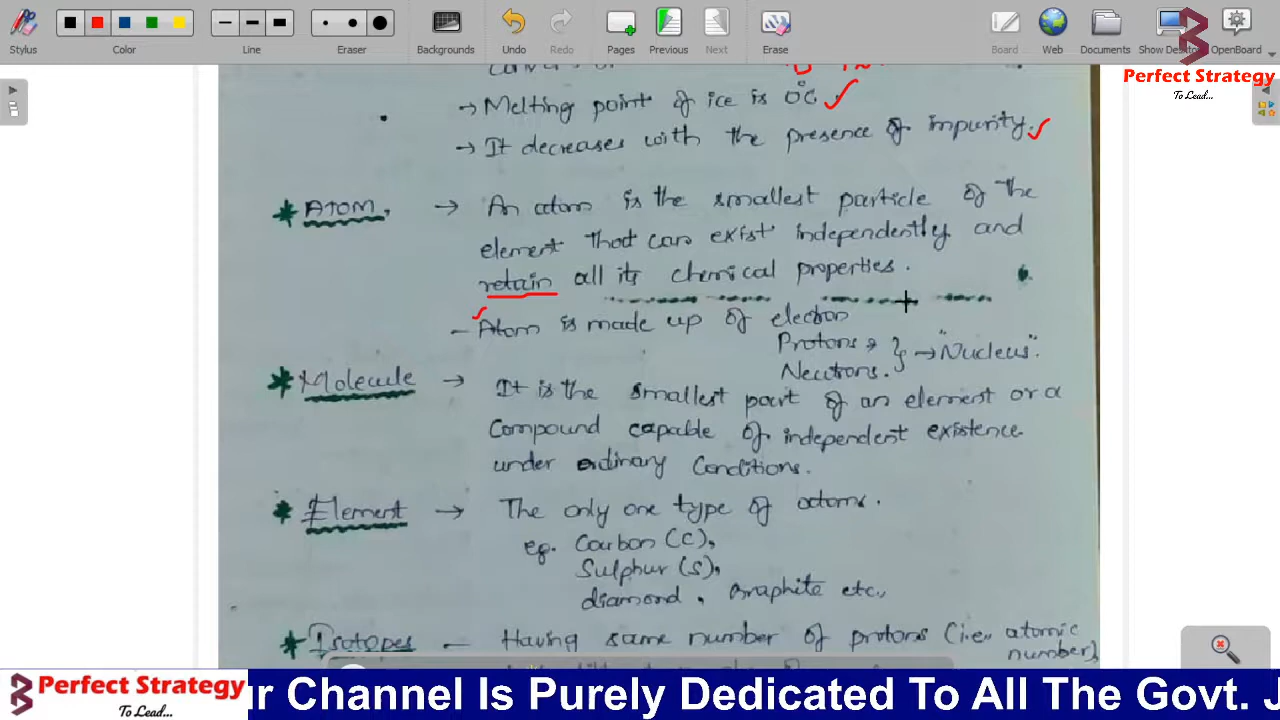 Stylus
Color
Line
Eraser
Backgrounds
Undo
Redo
Pages
Previous
Next
Erase
Board
Web
Documents
Show Desktop
OpenBoard
Perfect Strategy
To Lead...
→ Melting point of ice is 0°C.
→ It decreases with the presence of impurity.
* Atom, → An atom is the smallest particle of the
element that can exist independently and
retain all its chemical properties.
– Atom is made up of electron
Protons } → "Nucleus".
Neutrons.
* Molecule → It is the smallest part of an element or a
Compound capable of independent existence
under ordinary Conditions.
* Element → The only one type of atoms.
eg. Carbon (C),
Sulphur (S),
diamond, Graphite etc.,
* Isotopes – Having same number of protons (i.e., atomic
number),
Perfect Strategy
To Lead...
ur Channel Is Purely Dedicated To All The Govt. J